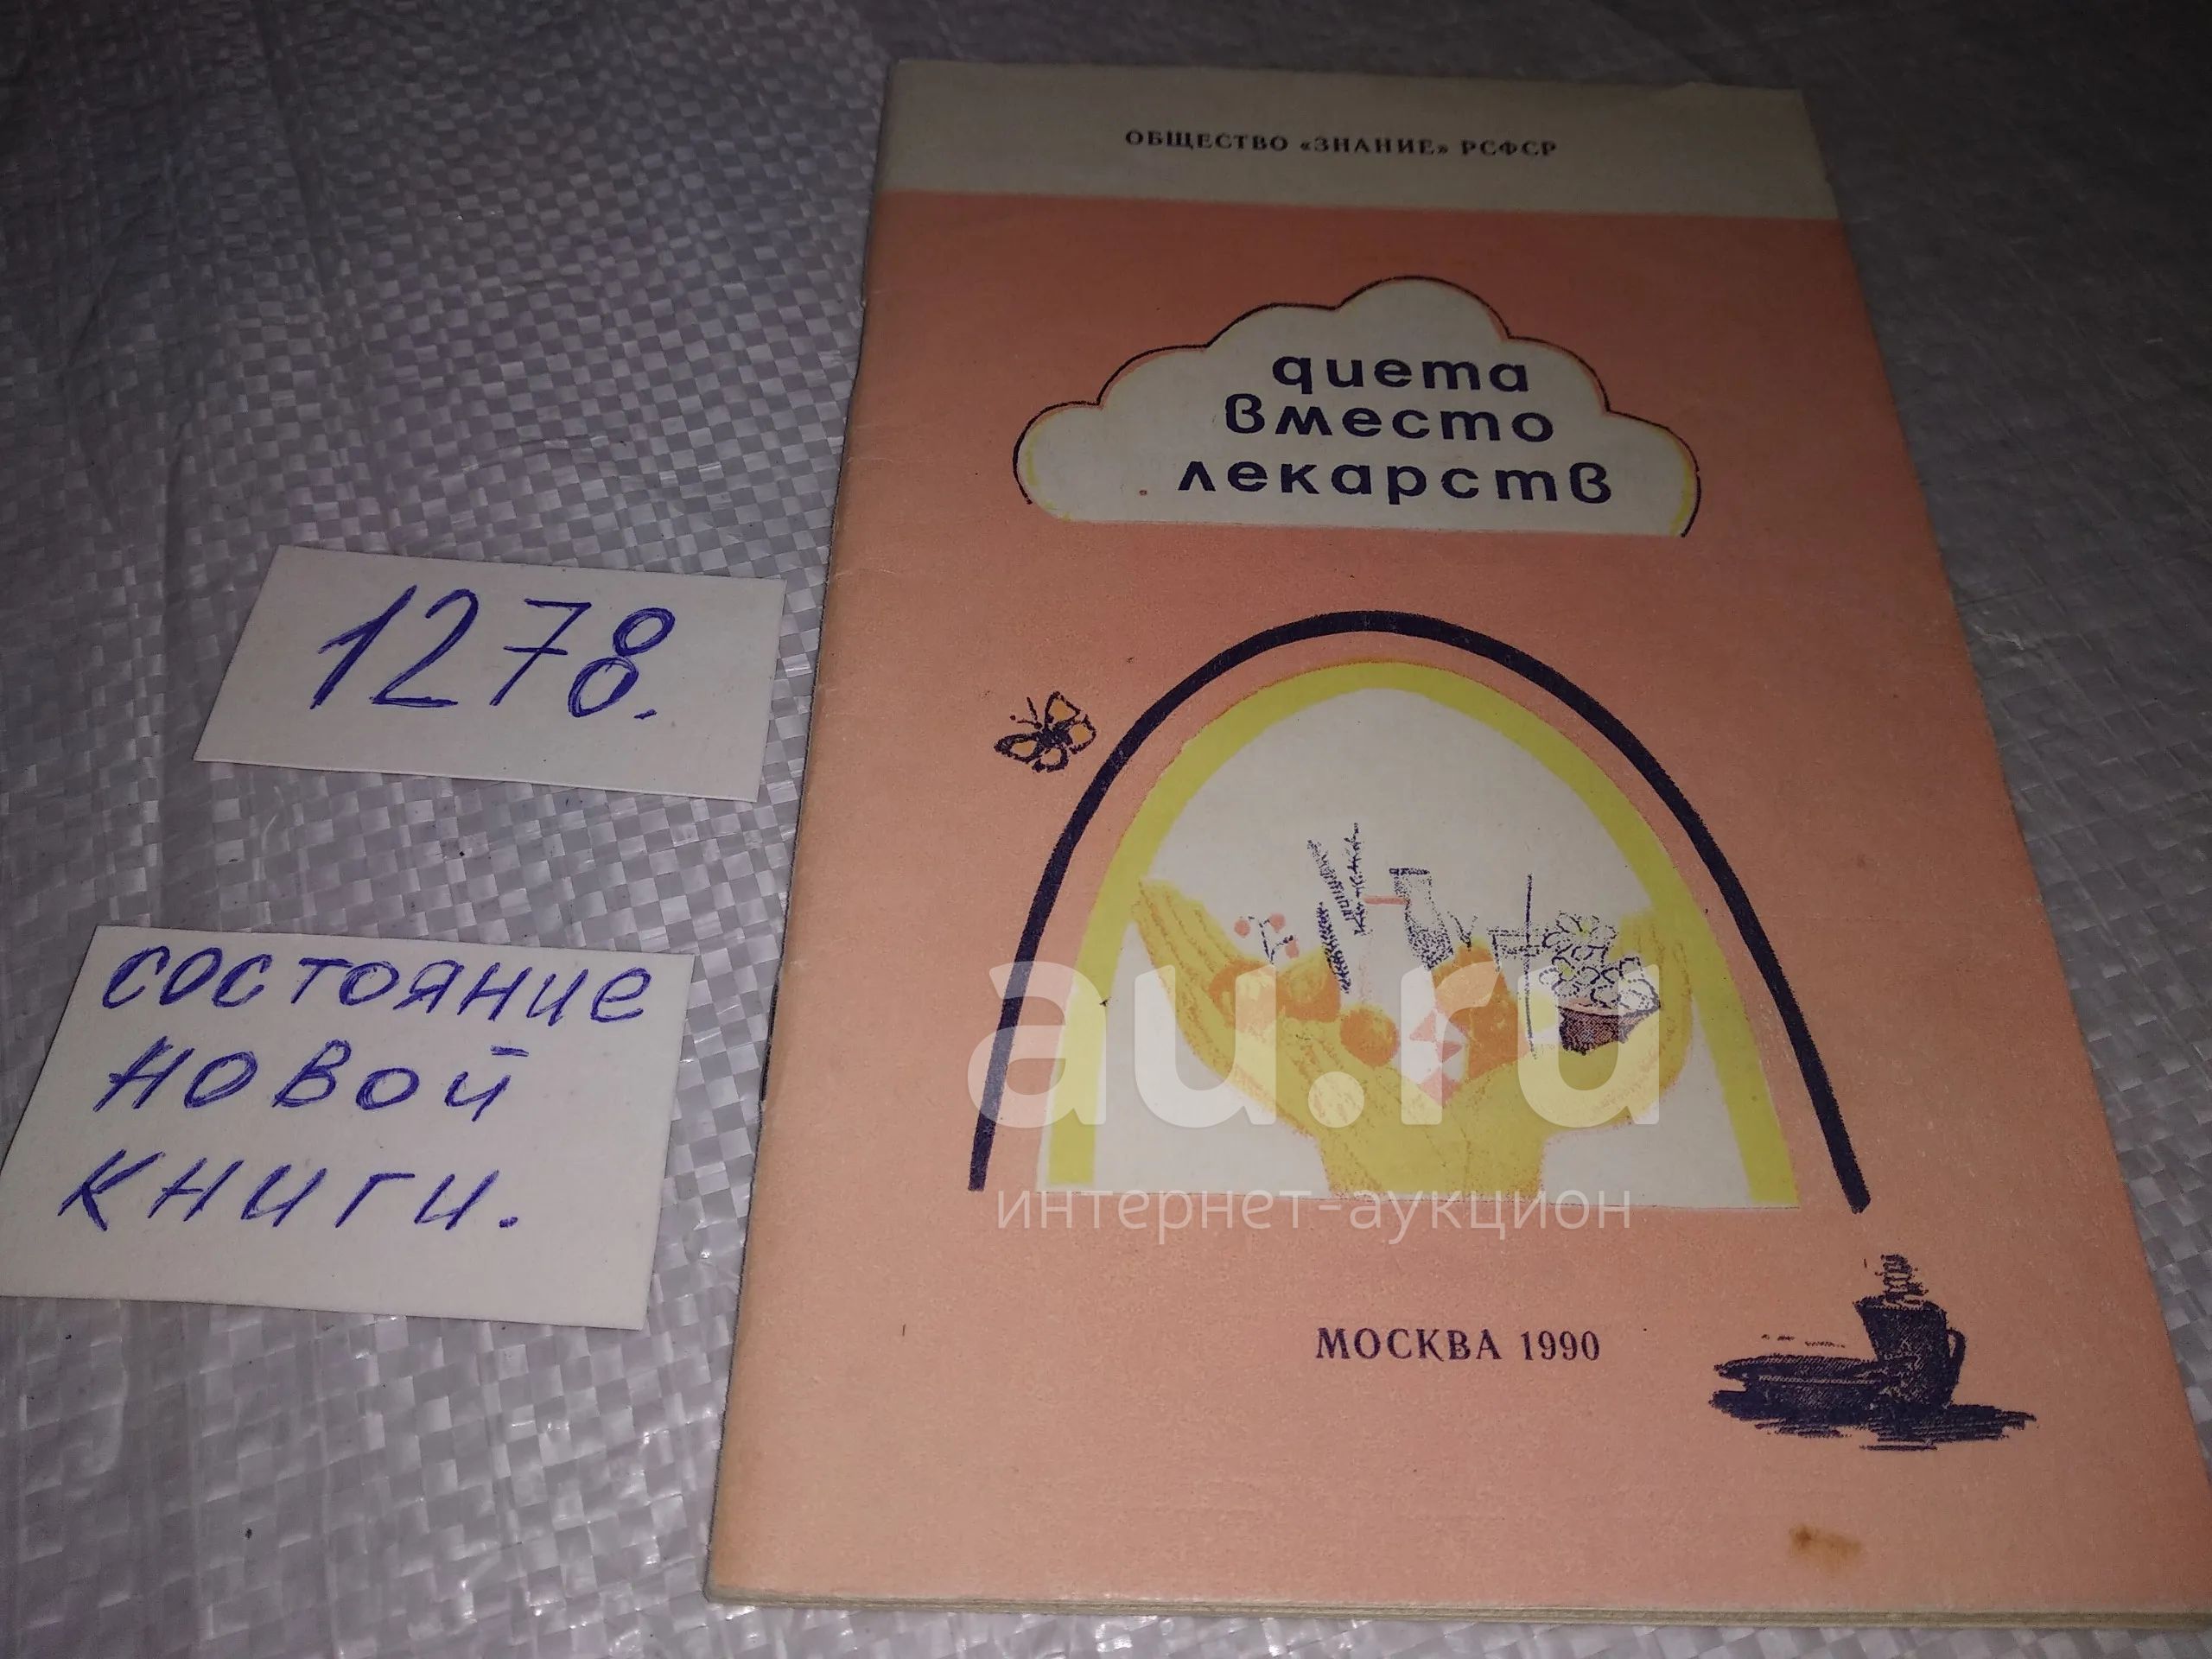 ОБЩЕСТВО «ЗНАНИЕ» РСФСР
диета
вместо
лекарств
1278.
состояние
новой
книги.
au.ru
интернет-аукцион
МОСКВА 1990